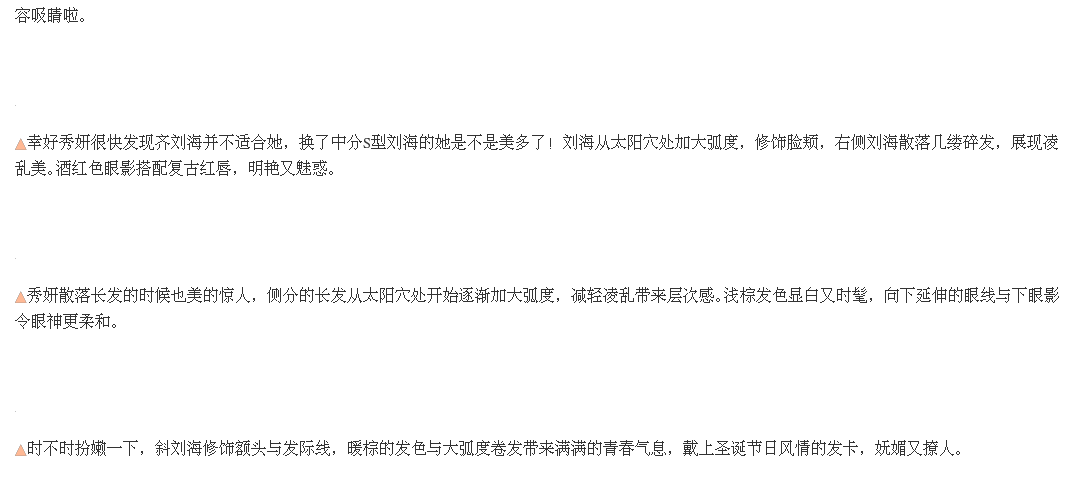 容吸睛啦。
▲幸好秀妍很快发现齐刘海并不适合她，换了中分S型刘海的她是不是美多了！刘海从太阳穴处加大弧度，修饰脸颊，右侧刘海散落几缕碎发，展现凌
乱美。酒红色眼影搭配复古红唇，明艳又魅惑。
▲秀妍散落长发的时候也美的惊人，侧分的长发从太阳穴处开始逐渐加大弧度，减轻凌乱带来层次感。浅棕发色显白又时髦，向下延伸的眼线与下眼影
令眼神更柔和。
▲时不时扮嫩一下，斜刘海修饰额头与发际线，暖棕的发色与大弧度卷发带来满满的青春气息，戴上圣诞节日风情的发卡，妩媚又撩人。